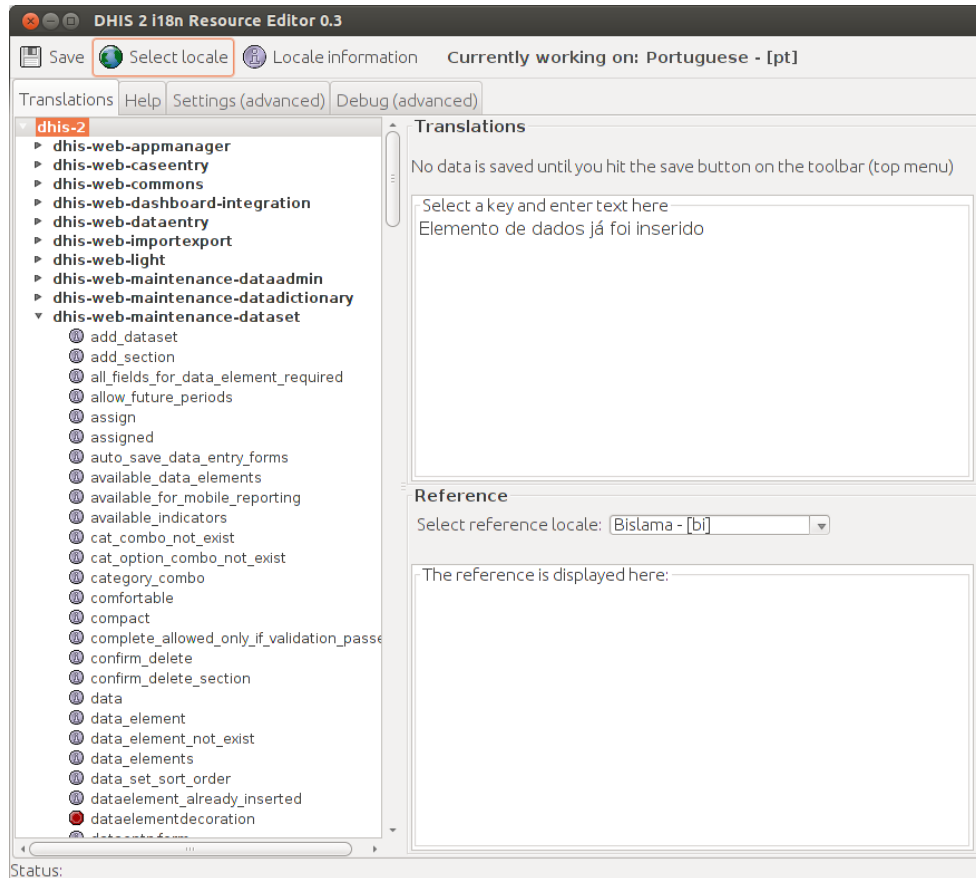 DHIS 2 i18n Resource Editor 0.3
Save Select locale Locale information Currently working on: Portuguese - [pt]
Translations Help Settings (advanced) Debug (advanced)
dhis-2
dhis-web-appmanager
dhis-web-caseentry
dhis-web-commons
dhis-web-dashboard-integration
dhis-web-dataentry
dhis-web-importexport
dhis-web-light
dhis-web-maintenance-dataadmin
dhis-web-maintenance-datadictionary
dhis-web-maintenance-dataset
add_dataset
add_section
all_fields_for_data_element_required
allow_future_periods
assign
assigned
auto_save_data_entry_forms
available_data_elements
available_for_mobile_reporting
available_indicators
cat_combo_not_exist
cat_option_combo_not_exist
category_combo
comfortable
compact
complete_allowed_only_if_validation_passe
confirm_delete
confirm_delete_section
data
data_element
data_element_not_exist
data_elements
data_set_sort_order
dataelement_already_inserted
dataelementdecoration
Translations
No data is saved until you hit the save button on the toolbar (top menu)
Select a key and enter text here
Elemento de dados já foi inserido
Reference
Select reference locale: Bislama - [bi]
The reference is displayed here:
Status: